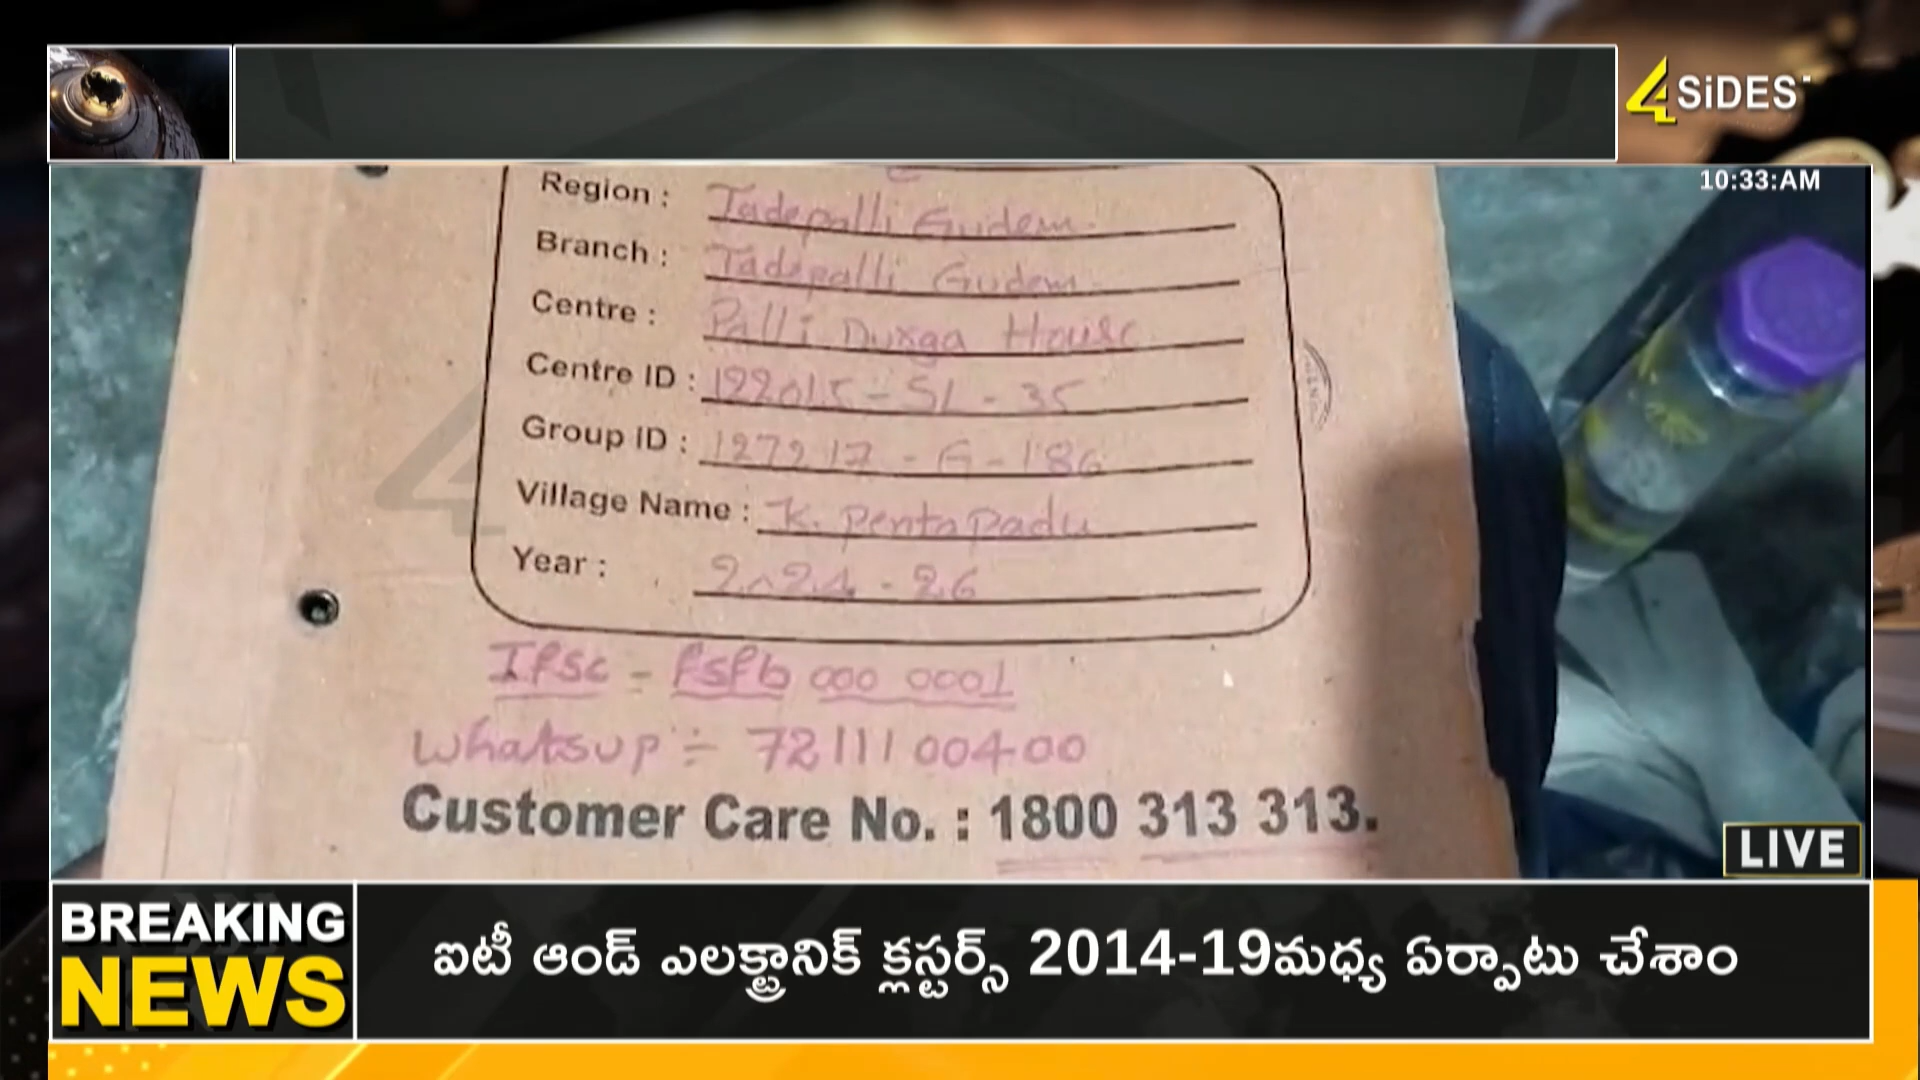 4SiDES
10:33:AM
Region : Tadepalli Gudem
Branch : Tadepalli Gudem
Centre : Palli Durga House
Centre ID : 122015 - SL - 35
Group ID : 127217 - G - 186
Village Name : K. Pentapadu
Year : 2024 - 26
IFSC - FSFB 000 0001
Whatsup ÷ 72111 00400
Customer Care No. : 1800 313 313.
LIVE
BREAKING
NEWS
ఐటీ ఆండ్ ఎలక్ట్రానిక్ క్లస్టర్స్ 2014-19మధ్య ఏర్పాటు చేశాం